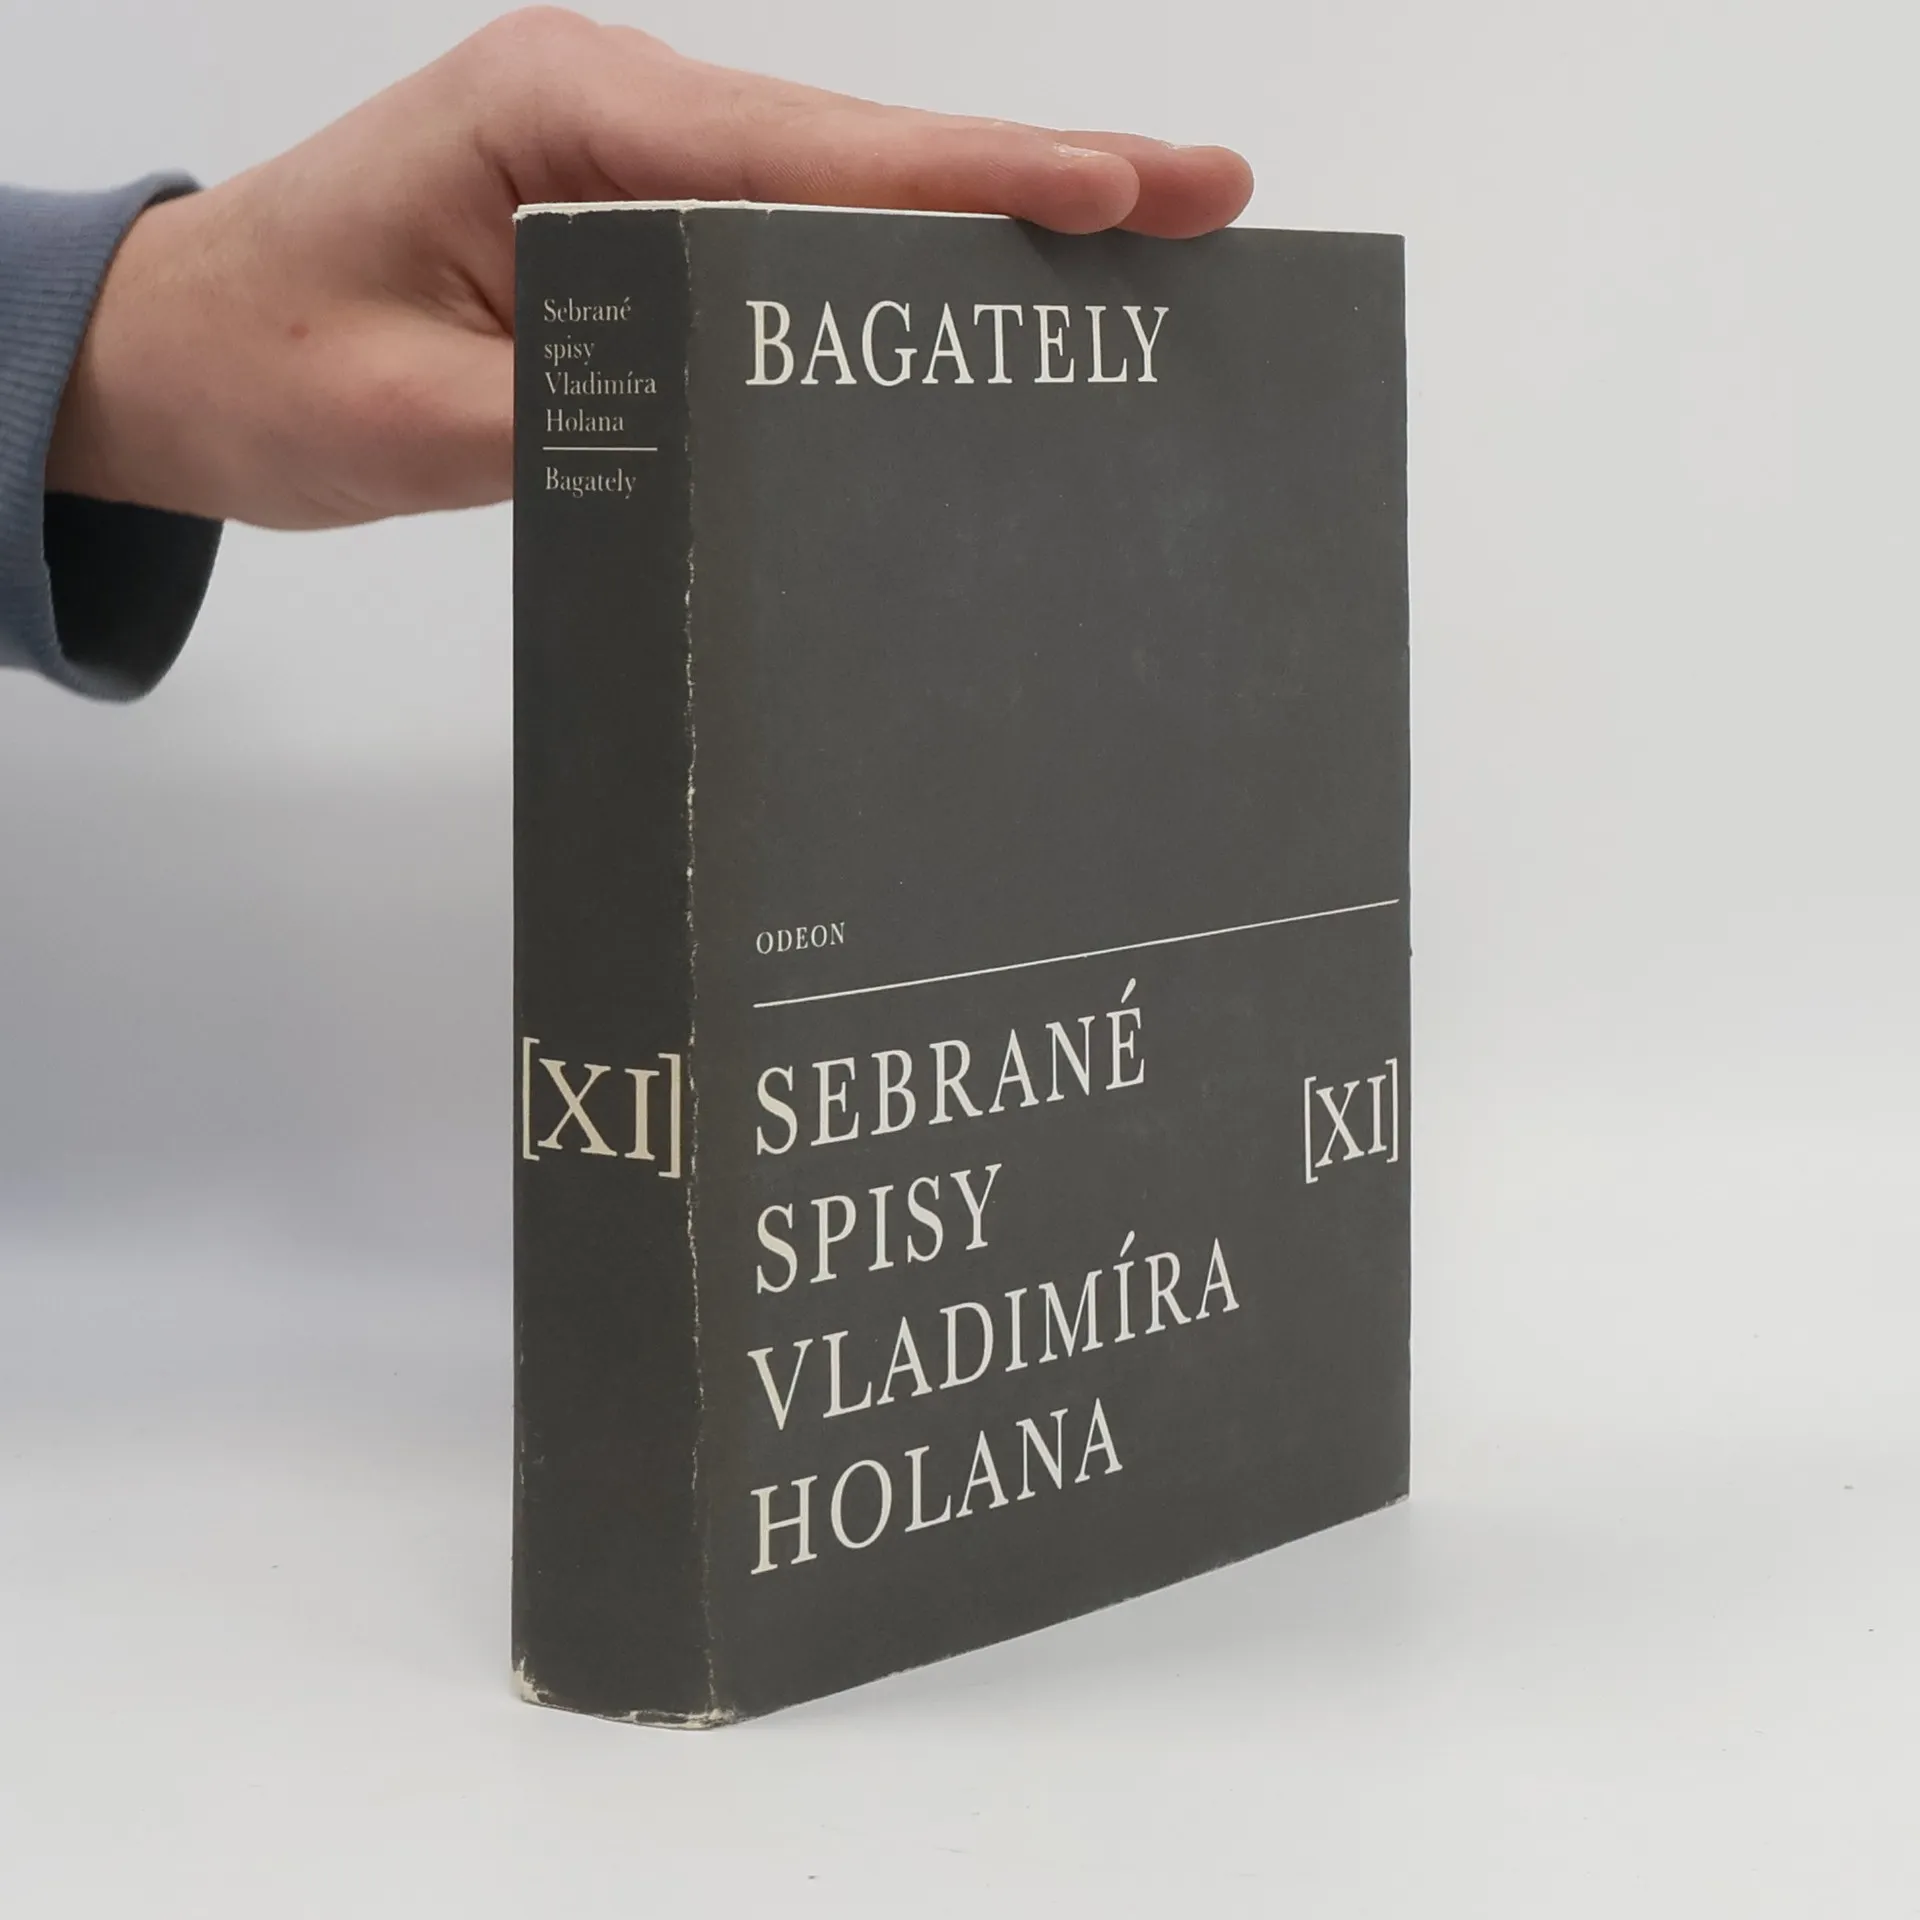 Sebrané
spisy
Vladimíra
Holana
Bagately
[XI]
BAGATELY
ODEON
SEBRANÉ
SPISY
VLADIMÍRA
HOLANA
[XI]